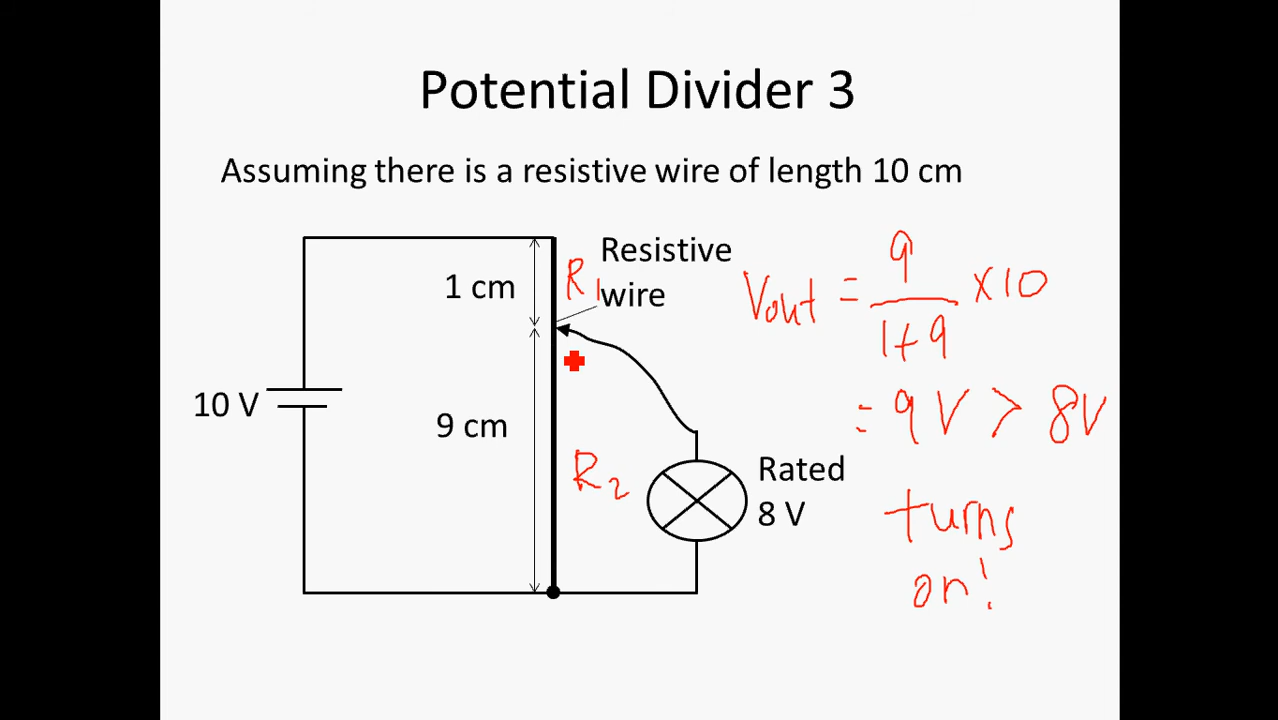 Potential Divider 3
Assuming there is a resistive wire of length 10 cm
Resistive
wire
1 cm
R1
10 V
9 cm
R2
Rated
8 V
Vout = 9/1+9 ×10
= 9V > 8V
turns
on!